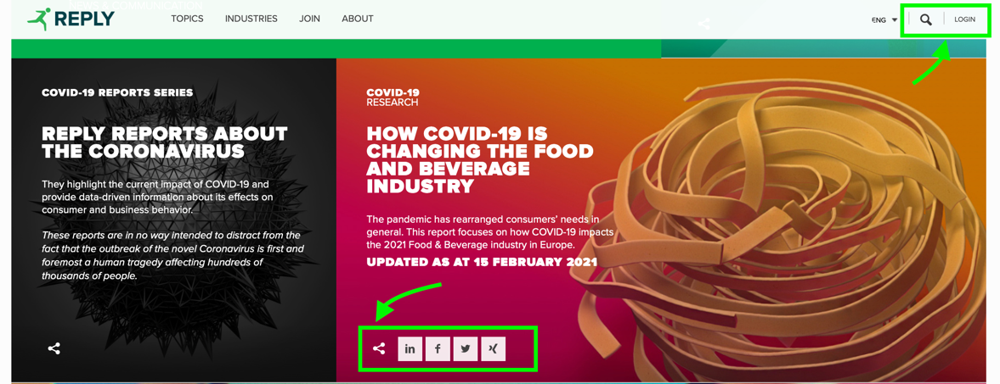 NEWS & COMMUNICATION
REPLY
TOPICS INDUSTRIES JOIN ABOUT
ENG
LOGIN
COVID-19 REPORTS SERIES
REPLY REPORTS ABOUT
THE CORONAVIRUS
They highlight the current impact of COVID-19 and
provide data-driven information about its effects on
consumer and business behavior.
These reports are in no way intended to distract from the
fact that the outbreak of the novel Coronavirus is first and
foremost a human tragedy affecting hundreds of
thousands of people.
COVID-19
RESEARCH
HOW COVID-19 IS
CHANGING THE FOOD
AND BEVERAGE
INDUSTRY
The pandemic has rearranged consumers' needs in
general. This report focuses on how COVID-19 impacts
the 2021 Food & Beverage industry in Europe.
UPDATED AS AT 15 FEBRUARY 2021
in f